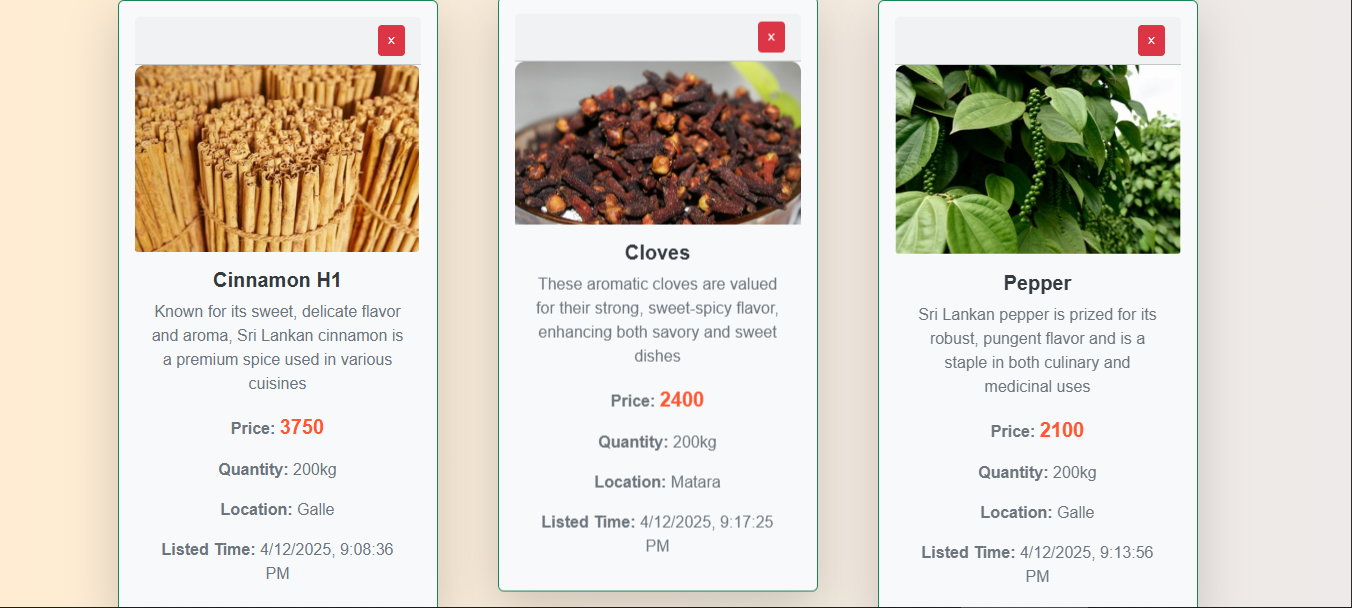 x
Cinnamon H1
Known for its sweet, delicate flavor
and aroma, Sri Lankan cinnamon is
a premium spice used in various
cuisines
Price: 3750
Quantity: 200kg
Location: Galle
Listed Time: 4/12/2025, 9:08:36
PM
x
Cloves
These aromatic cloves are valued
for their strong, sweet-spicy flavor,
enhancing both savory and sweet
dishes
Price: 2400
Quantity: 200kg
Location: Matara
Listed Time: 4/12/2025, 9:17:25
PM
x
Pepper
Sri Lankan pepper is prized for its
robust, pungent flavor and is a
staple in both culinary and
medicinal uses
Price: 2100
Quantity: 200kg
Location: Galle
Listed Time: 4/12/2025, 9:13:56
PM